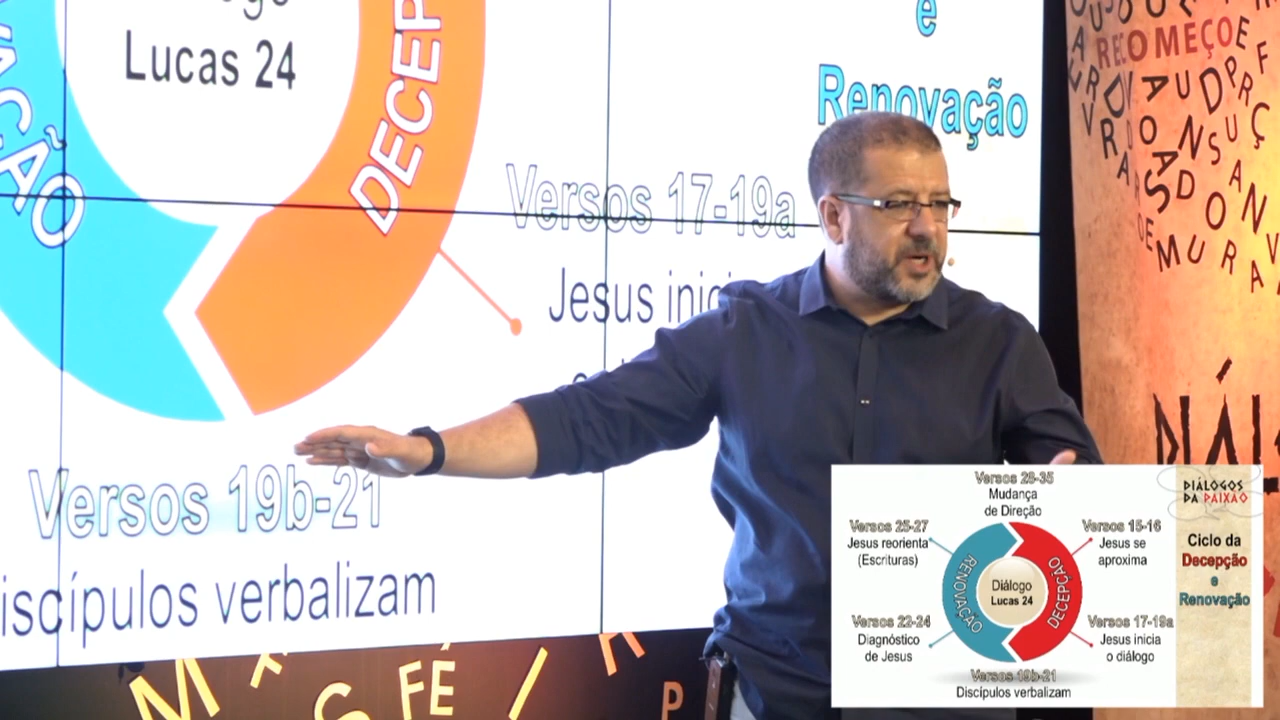 Lucas 24
DECEP
VAÇÃO
e
Renovação
Versos 17-19a
Jesus inici
Versos 19b-21
iscípulos verbalizam
RECOMEÇO
MURA
FÉ
Versos 28-35
Mudança
de Direção
Versos 25-27
Jesus reorienta
(Escrituras)
Versos 15-16
Jesus se
aproxima
RENOVAÇÃO
Diálogo
Lucas 24
DECEPÇÃO
Versos 22-24
Diagnóstico
de Jesus
Versos 17-19a
Jesus inicia
o diálogo
Versos 19b-21
Discípulos verbalizam
DIÁLOGOS
DA PAIXÃO
Ciclo da
Decepção
e
Renovação